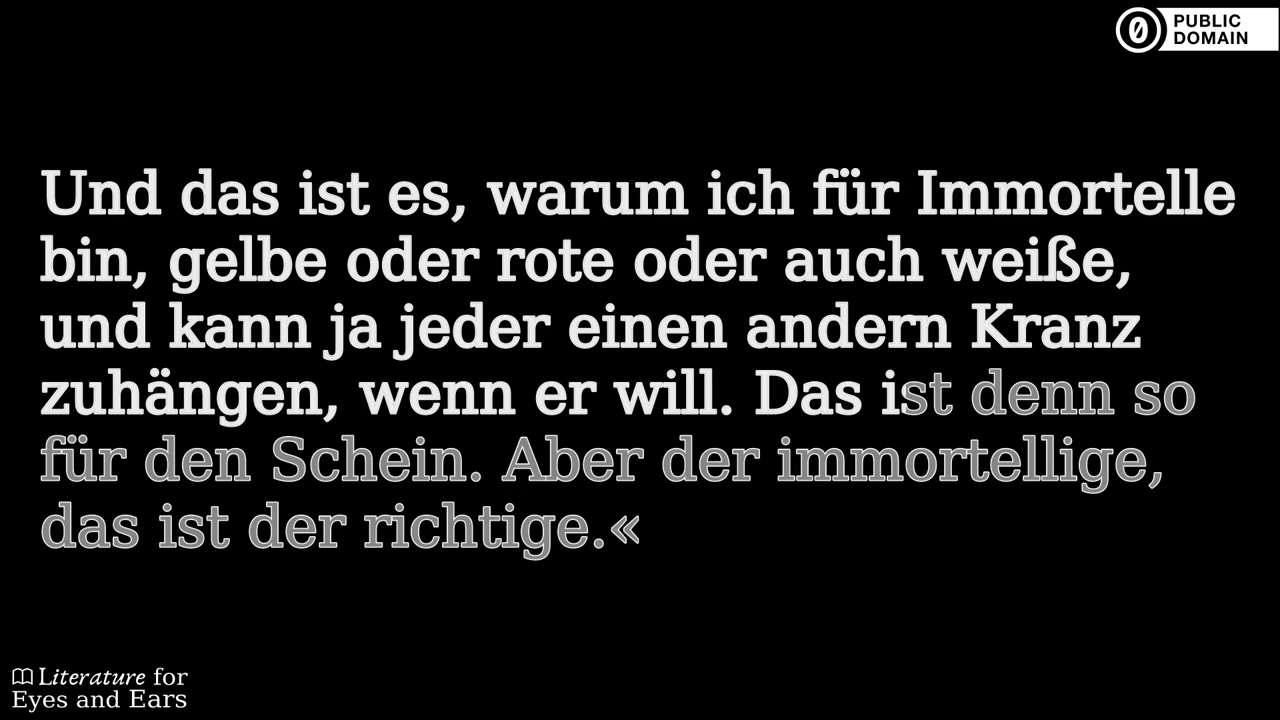 PUBLIC
DOMAIN
Und das ist es, warum ich für Immortelle
bin, gelbe oder rote oder auch weiße,
und kann ja jeder einen andern Kranz
zuhängen, wenn er will. Das ist denn so
für den Schein. Aber der immortellige,
das ist der richtige.«
Literature for
Eyes and Ears